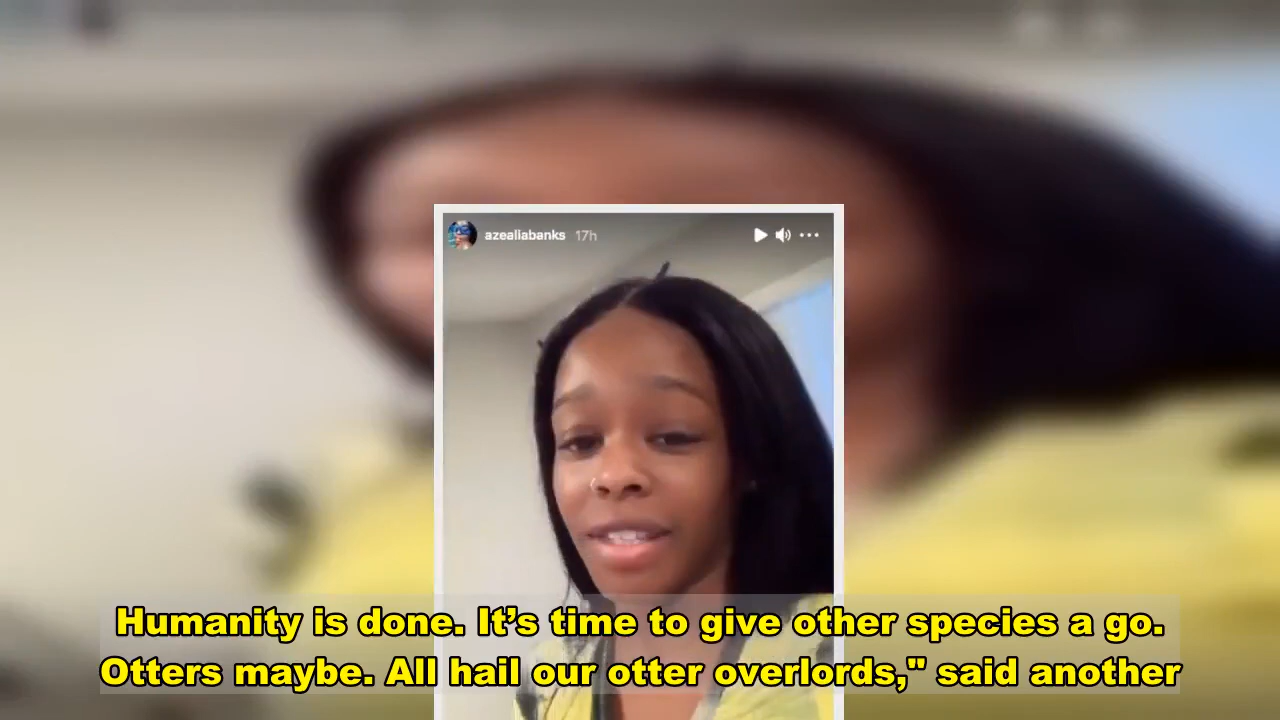 azealiabanks 17h
Humanity is done. It’s time to give other species a go.
Otters maybe. All hail our otter overlords," said another